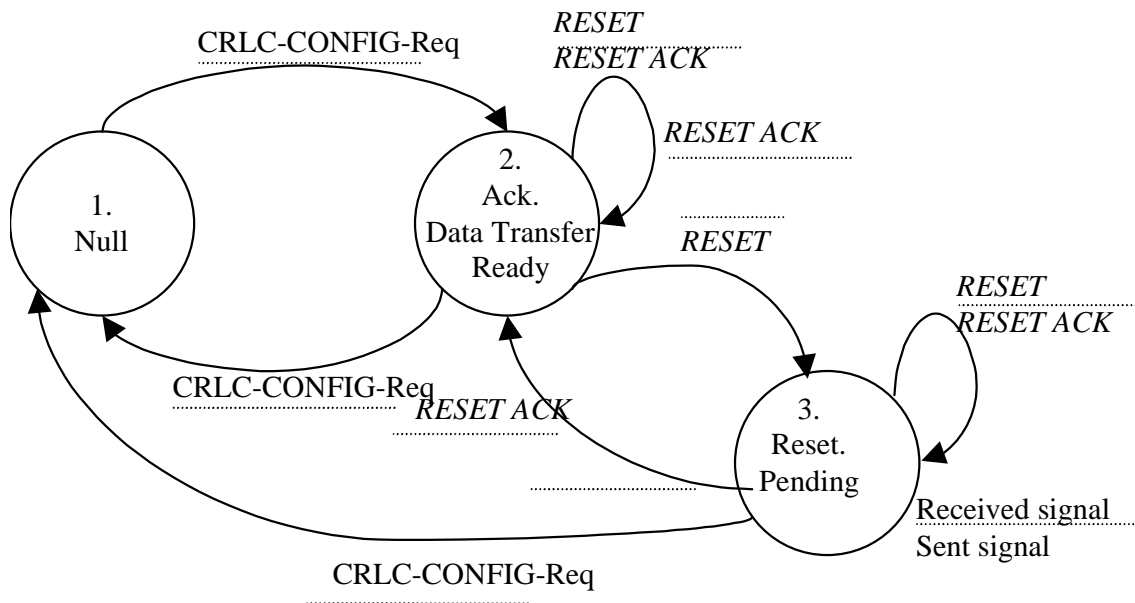 RESET
CRLC-CONFIG-Req
RESET ACK
RESET ACK
2.
Ack.
Data Transfer
Ready
1.
Null
RESET
RESET
RESET ACK
CRLC-CONFIG-Req
RESET ACK
3.
Reset.
Pending
Received signal
Sent signal
CRLC-CONFIG-Req